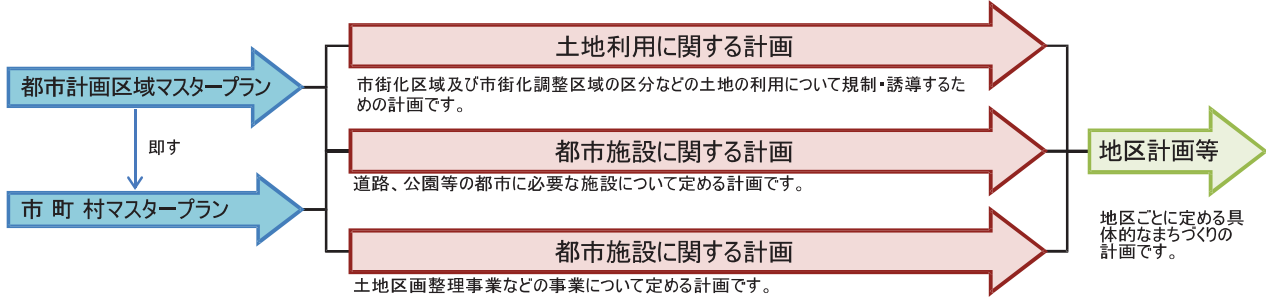 都市計画区域マスタープラン
即す
市 町 村マスタープラン
土地利用に関する計画
市街化区域及び市街化調整区域の区分などの土地の利用について規制・誘導するた
めの計画です。
都市施設に関する計画
道路、公園等の都市に必要な施設について定める計画です。
都市施設に関する計画
土地区画整理事業などの事業について定める計画です。
地区計画等
地区ごとに定める具
体的なまちづくりの
計画です。